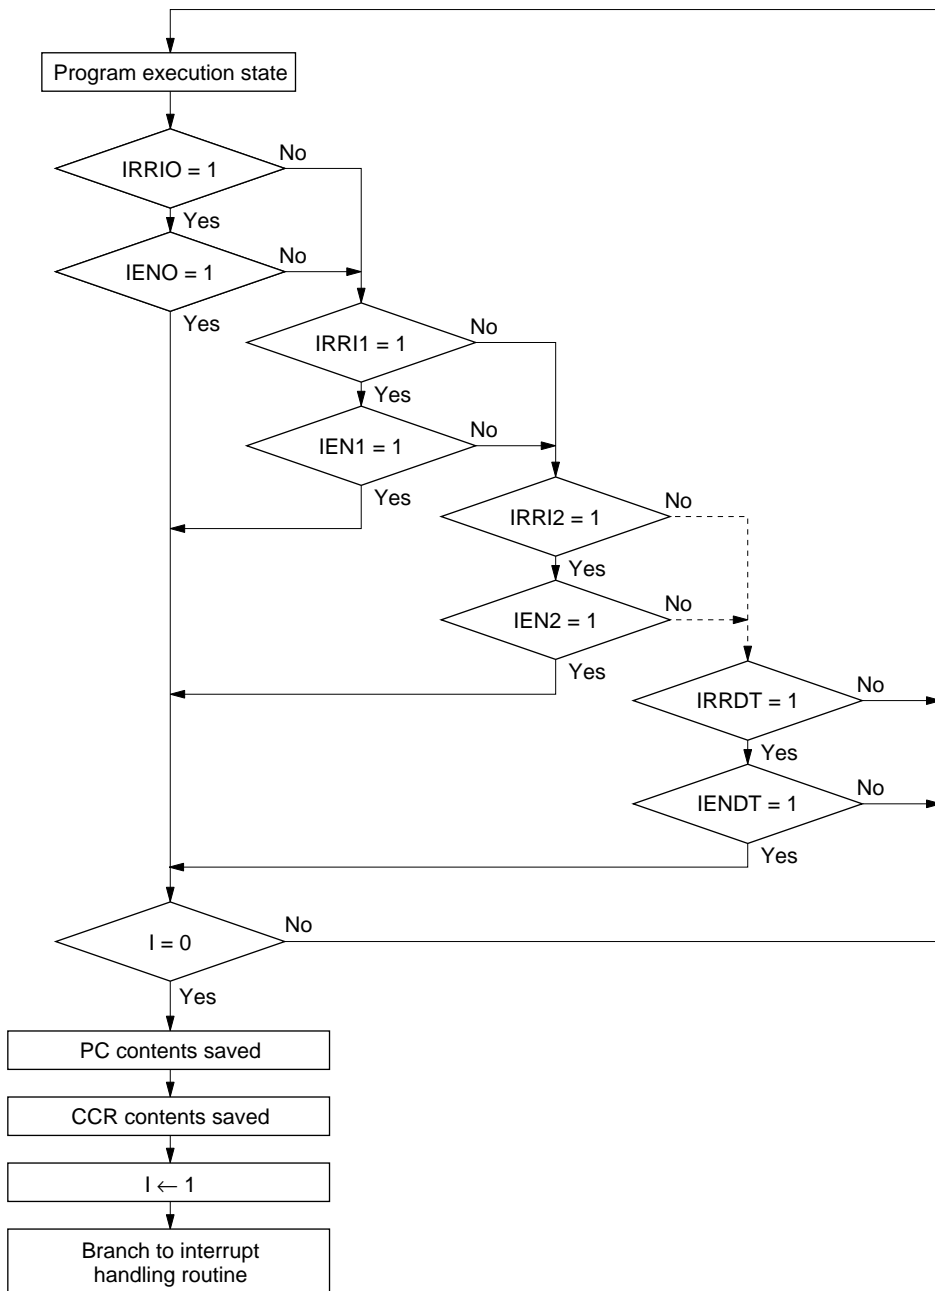 Program execution state
IRRIO = 1
No
Yes
IENO = 1
No
Yes
IRRI1 = 1
No
Yes
IEN1 = 1
No
Yes
IRRI2 = 1
No
Yes
IEN2 = 1
No
Yes
IRRDT = 1
No
Yes
IENDT = 1
No
Yes
I = 0
No
Yes
PC contents saved
CCR contents saved
I ← 1
Branch to interrupt
handling routine